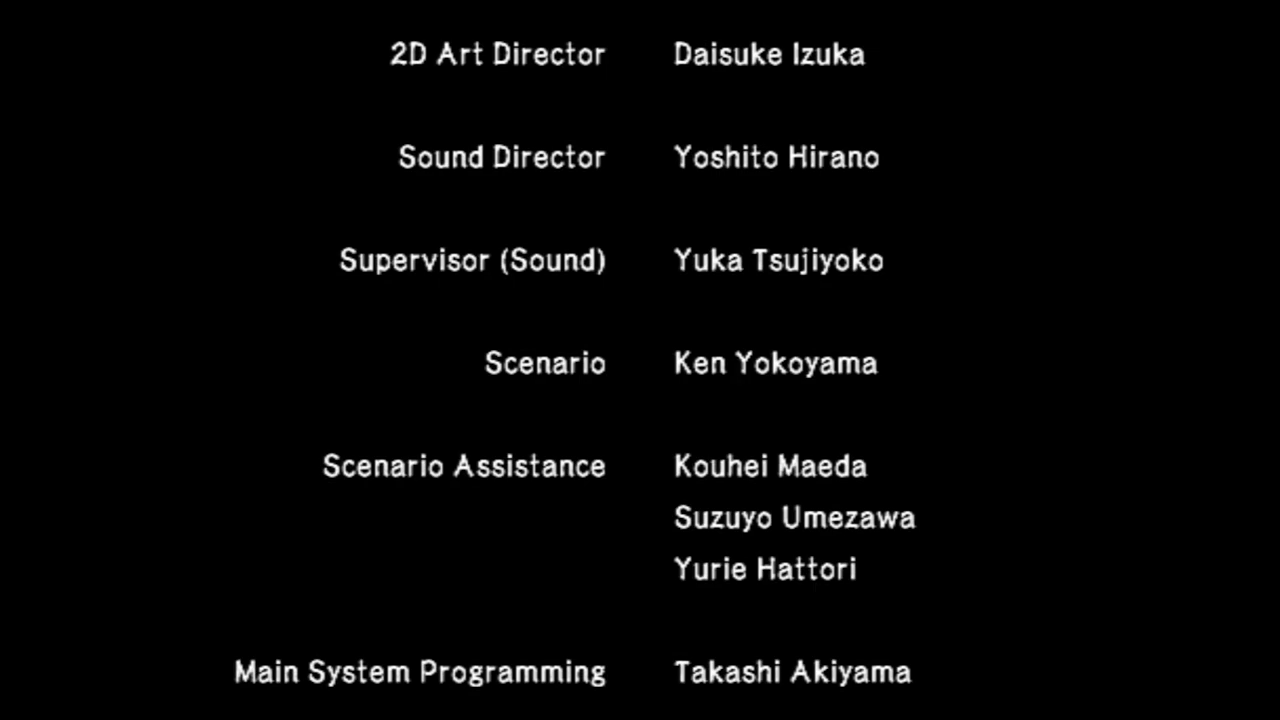 2D Art Director Daisuke Izuka
Sound Director Yoshito Hirano
Supervisor (Sound) Yuka Tsujiyoko
Scenario Ken Yokoyama
Scenario Assistance Kouhei Maeda
Suzuyo Umezawa
Yurie Hattori
Main System Programming Takashi Akiyama